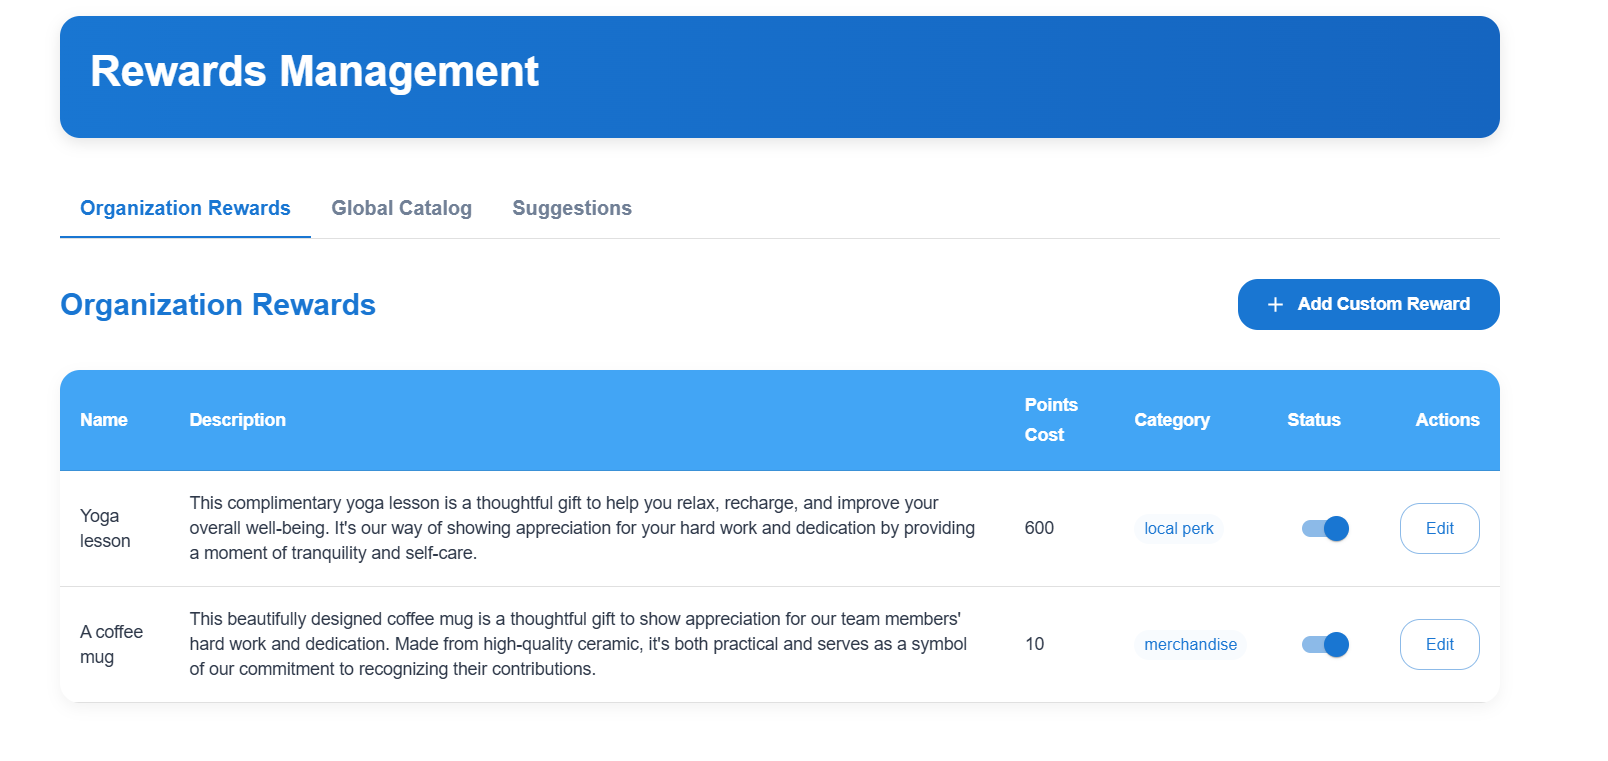 Rewards Management
Organization Rewards
Global Catalog
Suggestions
Organization Rewards
+ Add Custom Reward
Name
Description
Points
Cost
Category
Status
Actions
Yoga
lesson
This complimentary yoga lesson is a thoughtful gift to help you relax, recharge, and improve your
overall well-being. It's our way of showing appreciation for your hard work and dedication by providing
a moment of tranquility and self-care.
600
local perk
Edit
A coffee
mug
This beautifully designed coffee mug is a thoughtful gift to show appreciation for our team members'
hard work and dedication. Made from high-quality ceramic, it's both practical and serves as a symbol
of our commitment to recognizing their contributions.
10
merchandise
Edit